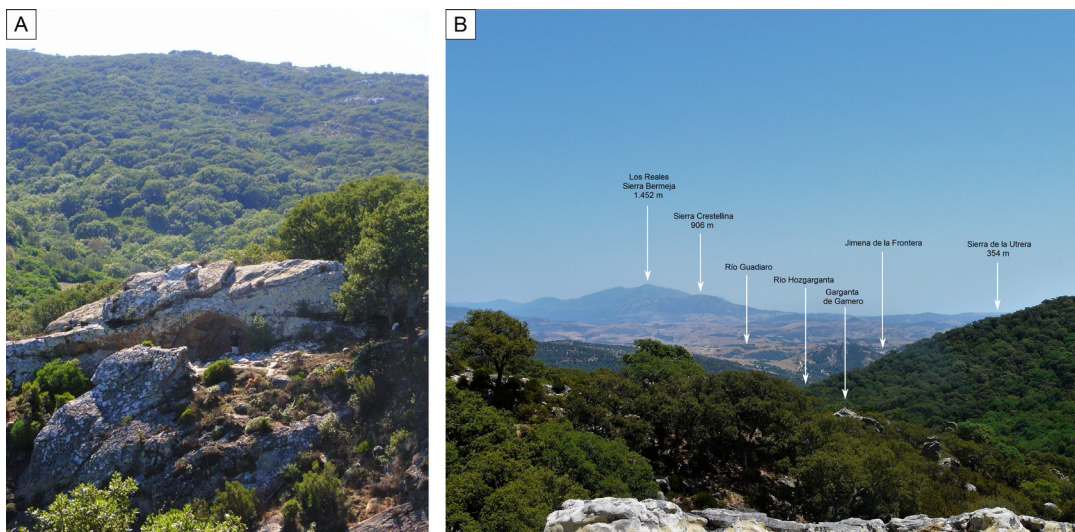 A
B
Los Reales
Sierra Bermeja
1.452 m
Sierra Crestellina
906 m
Río Guadiaro
Río Hozgarganta
Garganta
de Gamero
Jimena de la Frontera
Sierra de la Utrera
354 m